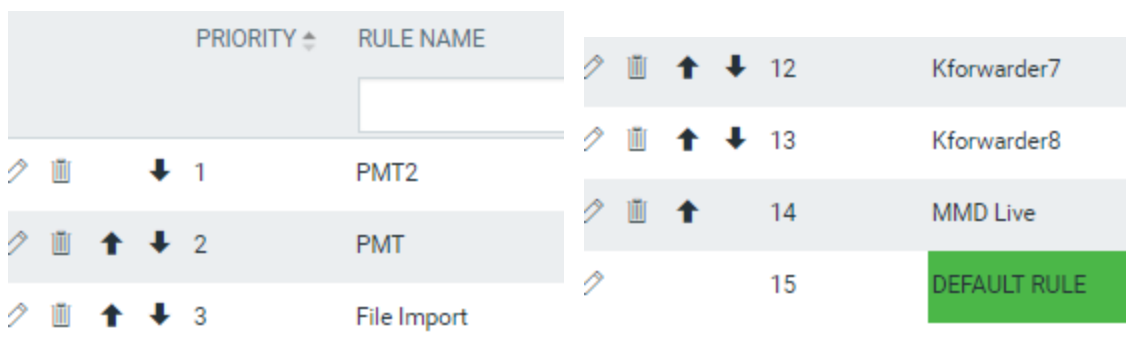 PRIORITY RULE NAME
1 PMT2
2 PMT
3 File Import
12 Kforwarder7
13 Kforwarder8
14 MMD Live
15 DEFAULT RULE